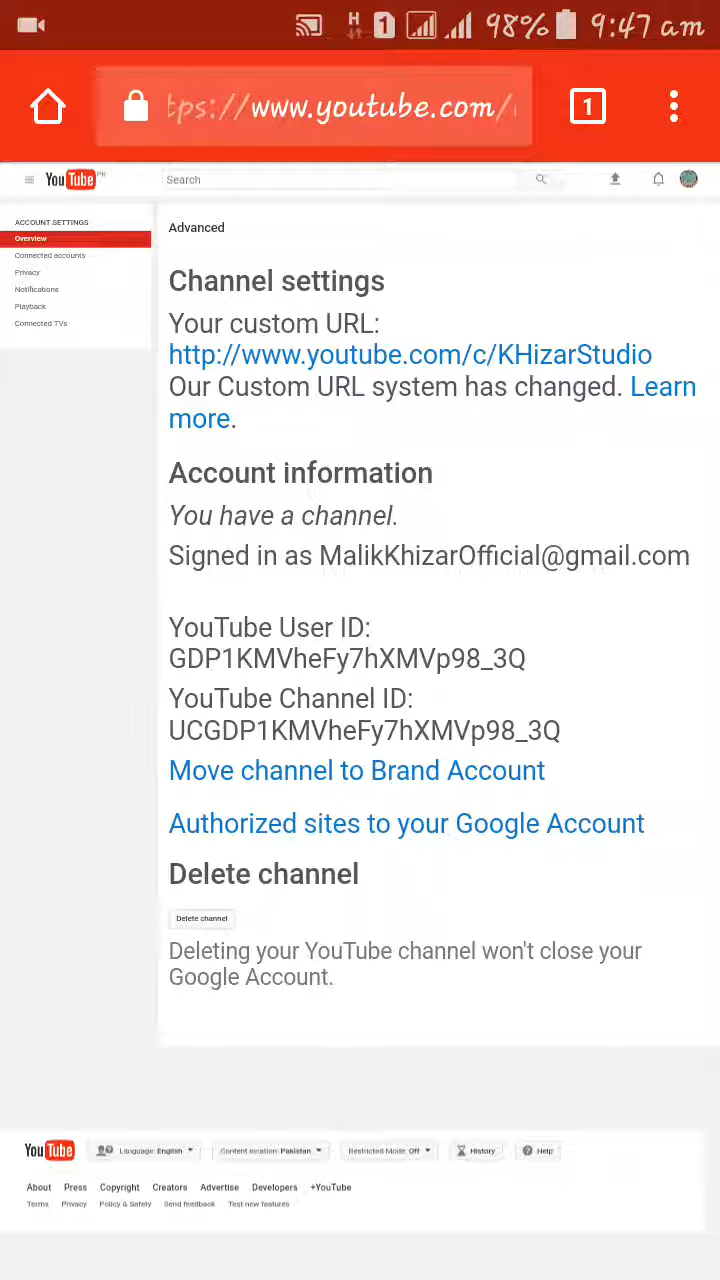 H 1 98% 9:47 am
tps://www.youtube.com/
1
YouTube PK
Search
ACCOUNT SETTINGS
Overview
Connected accounts
Privacy
Notifications
Playback
Connected TVs
Advanced
Channel settings
Your custom URL:
http://www.youtube.com/c/KHizarStudio
Our Custom URL system has changed. Learn
more.
Account information
You have a channel.
Signed in as MalikKhizarOfficial@gmail.com
YouTube User ID:
GDP1KMVheFy7hXMVp98_3Q
YouTube Channel ID:
UCGDP1KMVheFy7hXMVp98_3Q
Move channel to Brand Account
Authorized sites to your Google Account
Delete channel
Delete channel
Deleting your YouTube channel won't close your
Google Account.
YouTube Language: English Content location: Pakistan Restricted Mode: Off History Help
About Press Copyright Creators Advertise Developers +YouTube
Terms Privacy Policy & Safety Send feedback Test new features